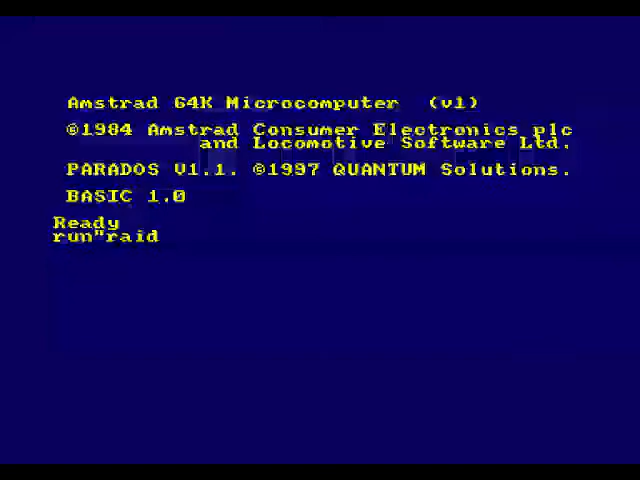 Amstrad 64K Microcomputer (v1)
©1984 Amstrad Consumer Electronics plc
and Locomotive Software Ltd.
PARADOS V1.1. ©1997 QUANTUM Solutions.
BASIC 1.0
Ready
run"raid